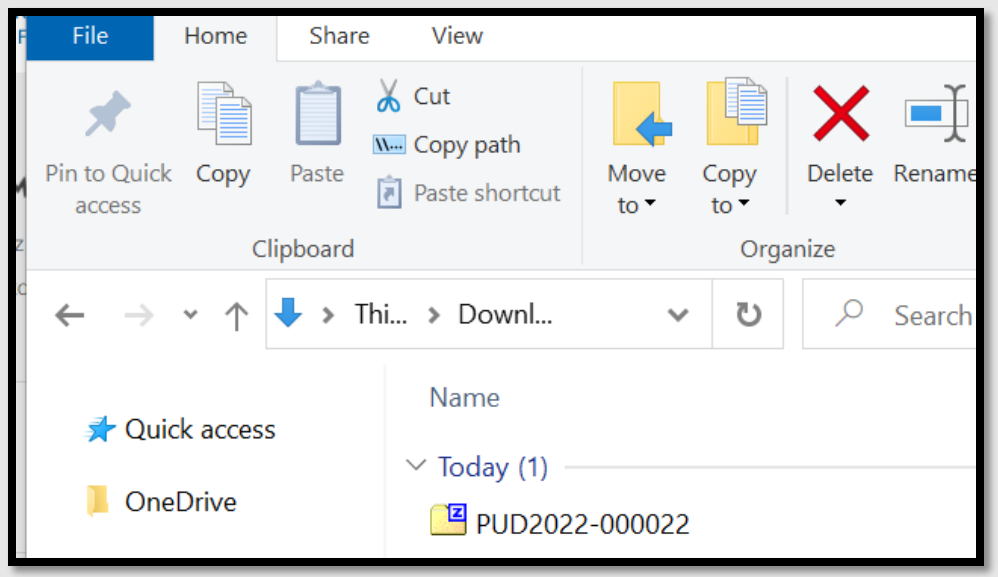 File Home Share View
Cut
Copy path
Paste shortcut
Pin to Quick
access
Copy
Paste
Clipboard
Move
to
Copy
to
Delete
Rename
Organize
Thi... Downl... Search
Name
Quick access
Today (1)
OneDrive
PUD2022-000022